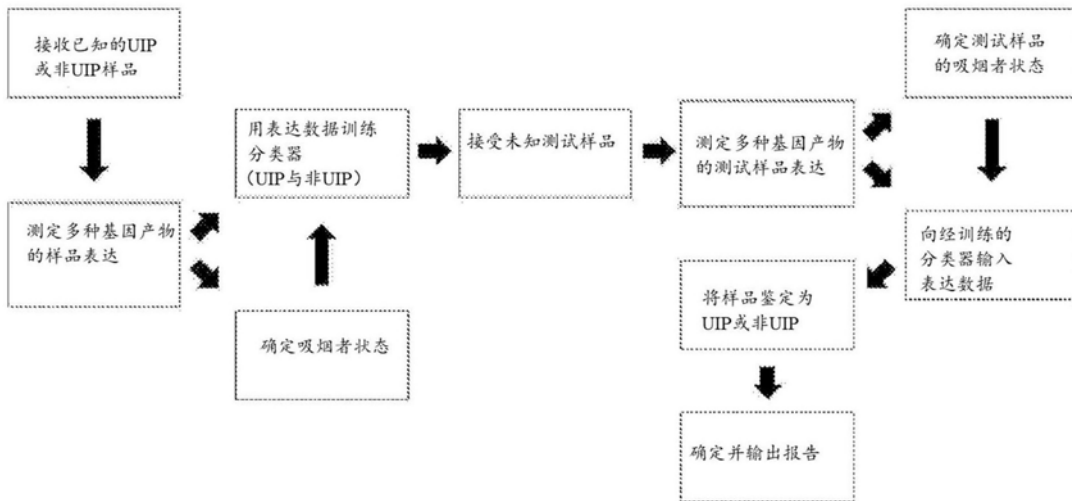 接收已知的UIP
或非UIP样品
测定多种基因产物
的样品表达
用表达数据训练
分类器
（UIP与非UIP）
确定吸烟者状态
接受未知测试样品
测定多种基因产物
的测试样品表达
确定测试样品
的吸烟者状态
向经训练的
分类器输入
表达数据
将样品鉴定为
UIP或非UIP
确定并输出报告